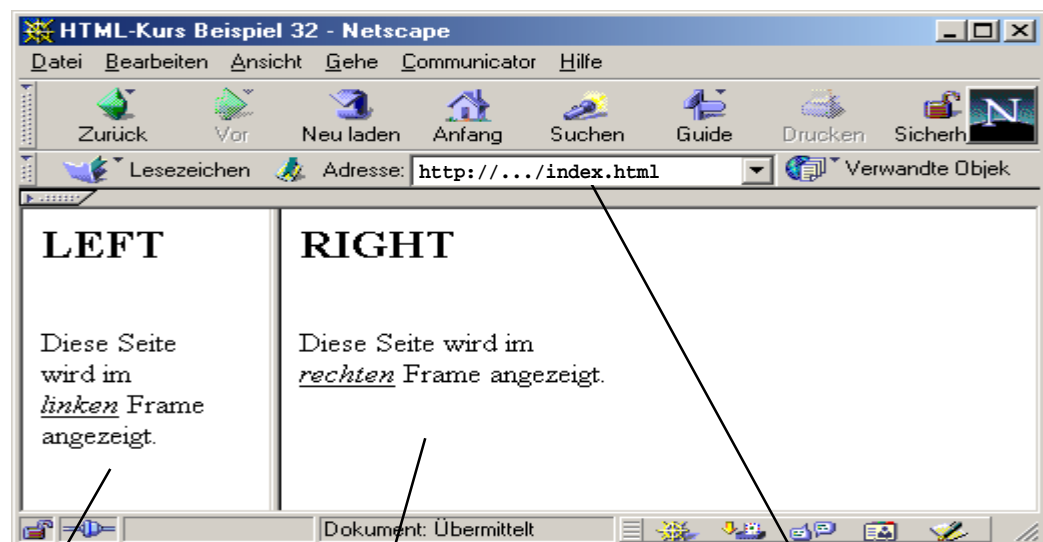 HTML-Kurs Beispiel 32 - Netscape
Datei Bearbeiten Ansicht Gehe Communicator Hilfe
Zurück Vor Neu laden Anfang Suchen Guide Drucken Sicherh N
Lesezeichen Adresse: http://.../index.html Verwandte Objek
LEFT
Diese Seite
wird im
linken Frame
angezeigt.
RIGHT
Diese Seite wird im
rechten Frame angezeigt.
Dokument: Übermittelt